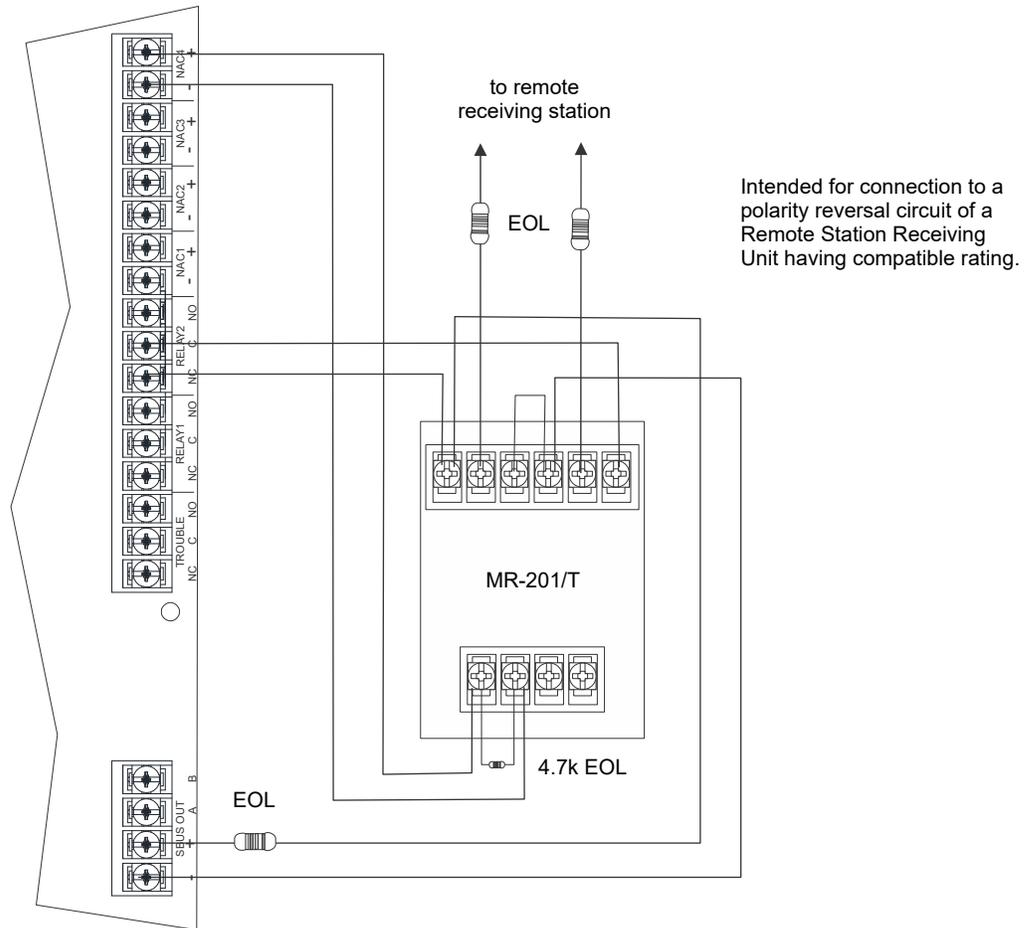 NAC4
+
-
NAC3
+
-
NAC2
+
-
NAC1
+
-
RELAY2
NO
C
NC
RELAY1
NO
C
NC
TROUBLE
NO
C
NC
to remote
receiving station
EOL
Intended for connection to a
polarity reversal circuit of a
Remote Station Receiving
Unit having compatible rating.
MR-201/T
4.7k EOL
EOL
SBUS OUT
B
A
+
-